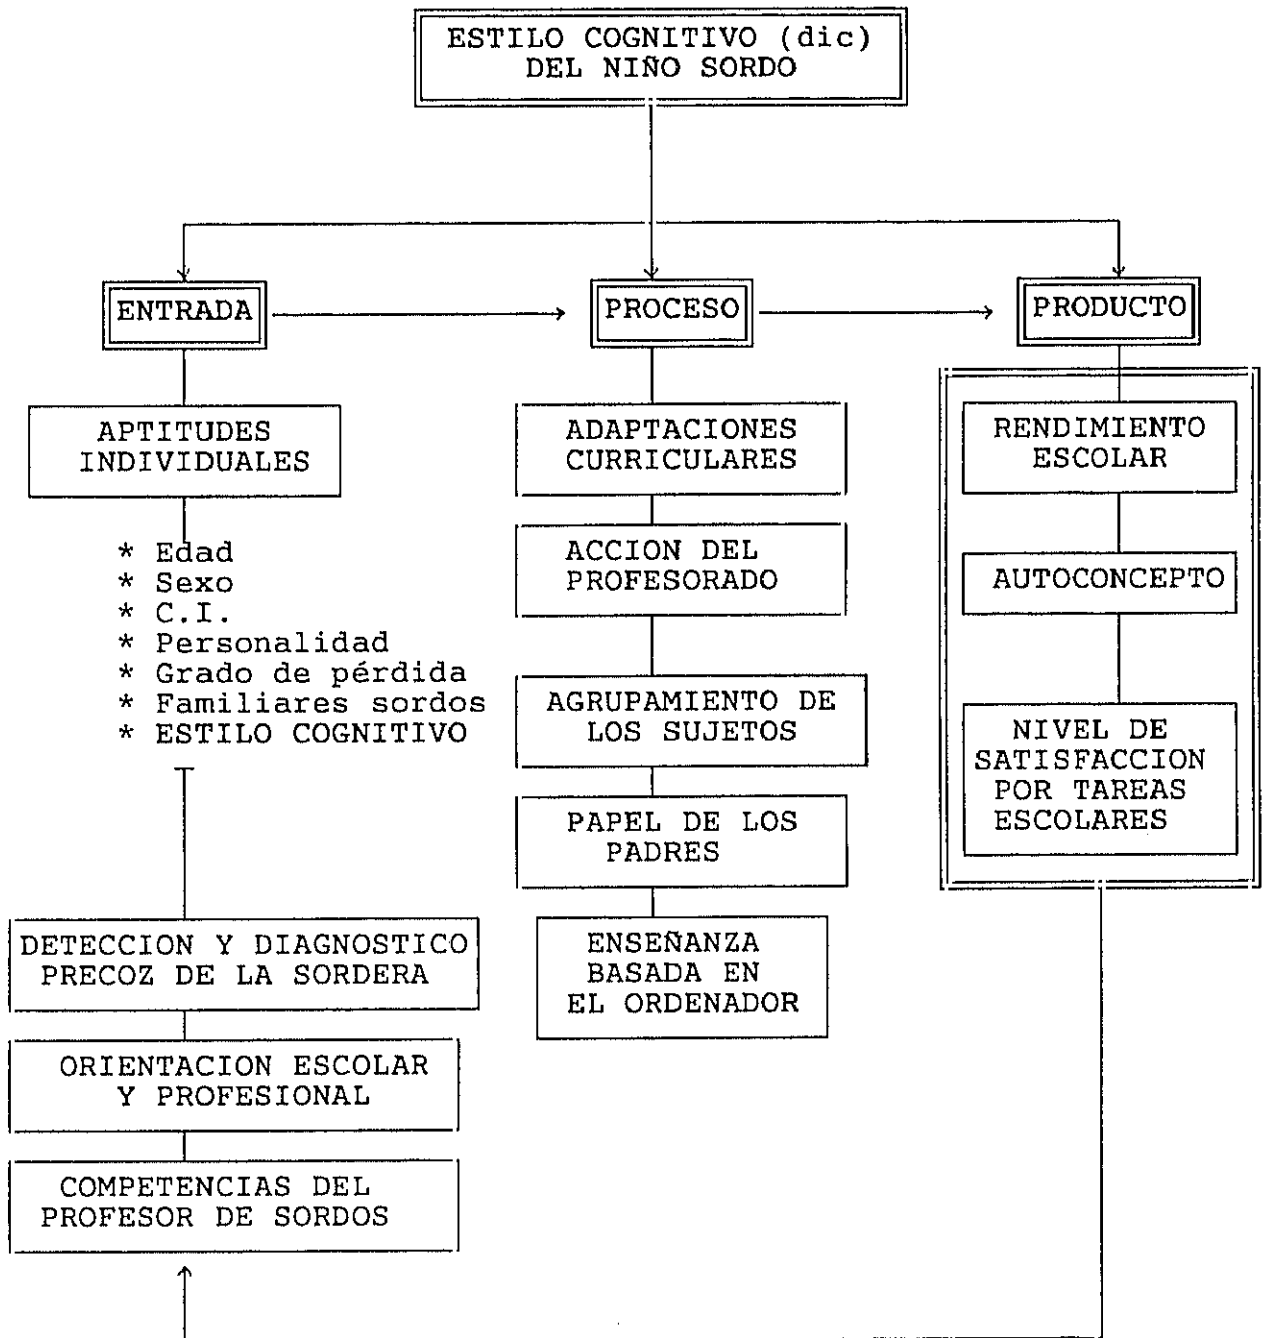 ESTILO COGNITIVO (dic)
DEL NIÑO SORDO
ENTRADA
PROCESO
PRODUCTO
APTITUDES
INDIVIDUALES
* Edad
* Sexo
* C.I.
* Personalidad
* Grado de pérdida
* Familiares sordos
* ESTILO COGNITIVO
DETECCION Y DIAGNOSTICO
PRECOZ DE LA SORDERA
ORIENTACION ESCOLAR
Y PROFESIONAL
COMPETENCIAS DEL
PROFESOR DE SORDOS
ADAPTACIONES
CURRICULARES
ACCION DEL
PROFESORADO
AGRUPAMIENTO DE
LOS SUJETOS
PAPEL DE LOS
PADRES
ENSEÑANZA
BASADA EN
EL ORDENADOR
RENDIMIENTO
ESCOLAR
AUTOCONCEPTO
NIVEL DE
SATISFACCION
POR TAREAS
ESCOLARES